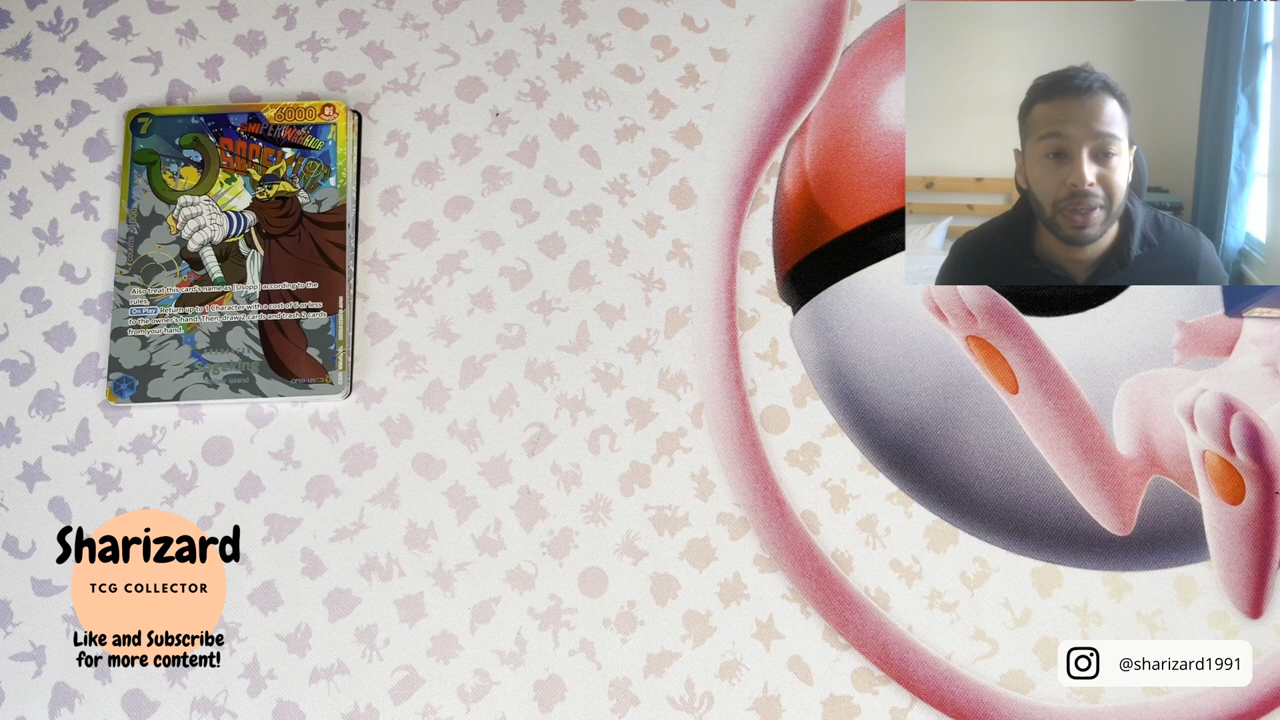 7
6000
SNIPER WARRIOR
Also treat this card's name as [Usopp] according to the
rules.
On Play Return up to 1 Character with a cost of 6 or less
to the owner's hand. Then, draw 2 cards and trash 2 cards
from your hand.
Sharizard
TCG COLLECTOR
Like and Subscribe
for more content!
@sharizard1991